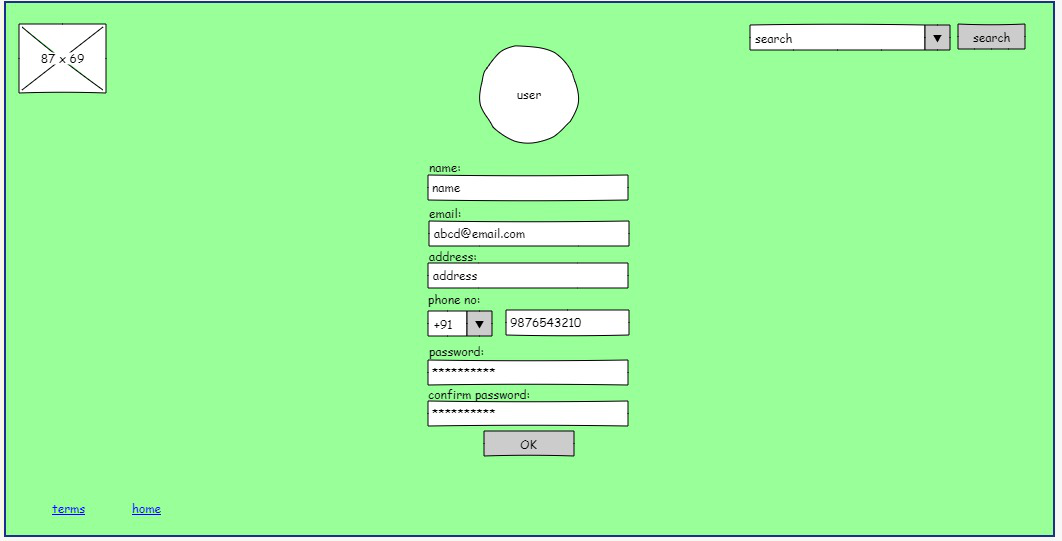 87 x 69
search ▼ search
user
name:
name
email:
abcd@email.com
address:
address
phone no:
+91 ▼ 9876543210
password:
**********
confirm password:
**********
OK
terms home